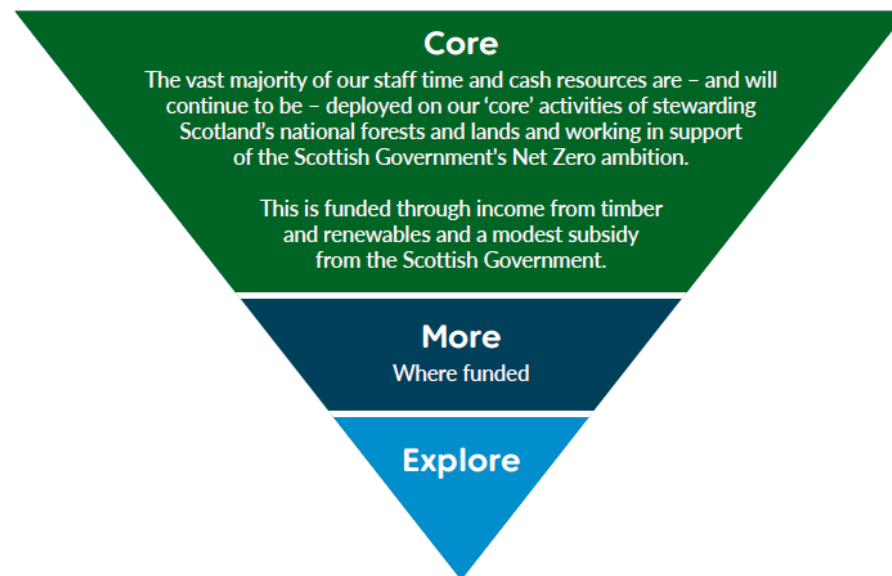 Core
The vast majority of our staff time and cash resources are – and will
continue to be – deployed on our ‘core’ activities of stewarding
Scotland’s national forests and lands and working in support
of the Scottish Government's Net Zero ambition.
This is funded through income from timber
and renewables and a modest subsidy
from the Scottish Government.
More
Where funded
Explore